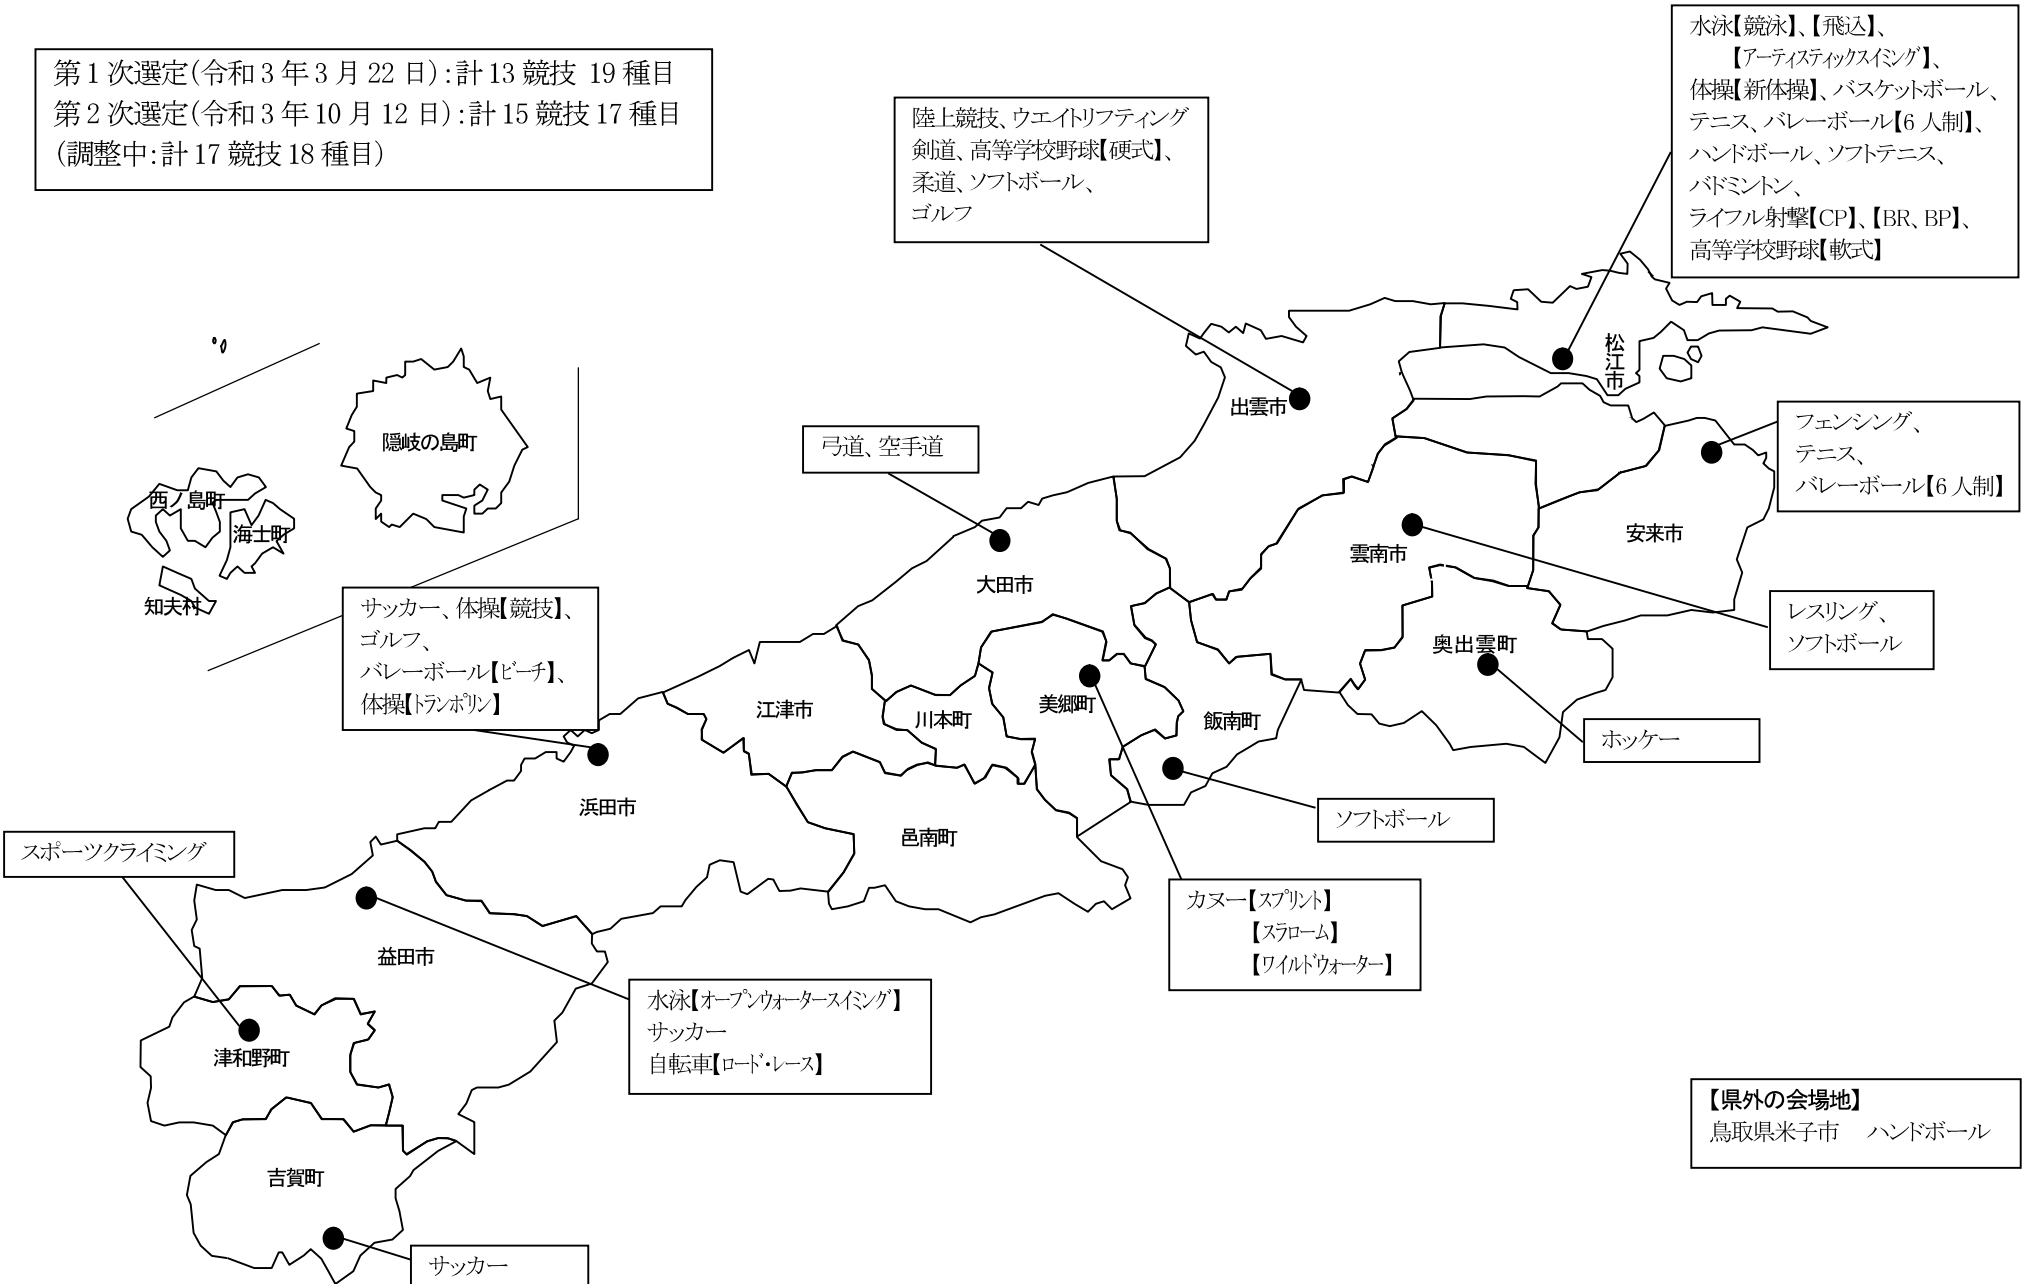 第1次選定(令和3年3月22日):計13競技 19種目
第2次選定(令和3年10月12日):計15競技17種目
(調整中:計17競技18種目)
水泳【競泳】、【飛込】、
【アーティスティックスイミング】、
体操【新体操】、バスケットボール、
テニス、バレーボール【6人制】、
ハンドボール、ソフトテニス、
バドミントン、
ライフル射撃【CP】、【BR、BP】、
高等学校野球【軟式】
陸上競技、ウエイトリフティング
剣道、高等学校野球【硬式】、
柔道、ソフトボール、
ゴルフ
松江市
出雲市
フェンシング、
テニス、
バレーボール【6人制】
弓道、空手道
隠岐の島町
西ノ島町
海士町
知夫村
安来市
雲南市
大田市
レスリング、
ソフトボール
サッカー、体操【競技】、
ゴルフ、
バレーボール【ビーチ】、
体操【トランポリン】
奥出雲町
美郷町
江津市
川本町
飯南町
ホッケー
浜田市
邑南町
ソフトボール
スポーツクライミング
カヌー【スプリント】
【スラローム】
【ワイルドウォーター】
益田市
水泳【オープンウォータースイミング】
サッカー
自転車【ロード・レース】
津和野町
【県外の会場地】
鳥取県米子市 ハンドボール
吉賀町
サッカー